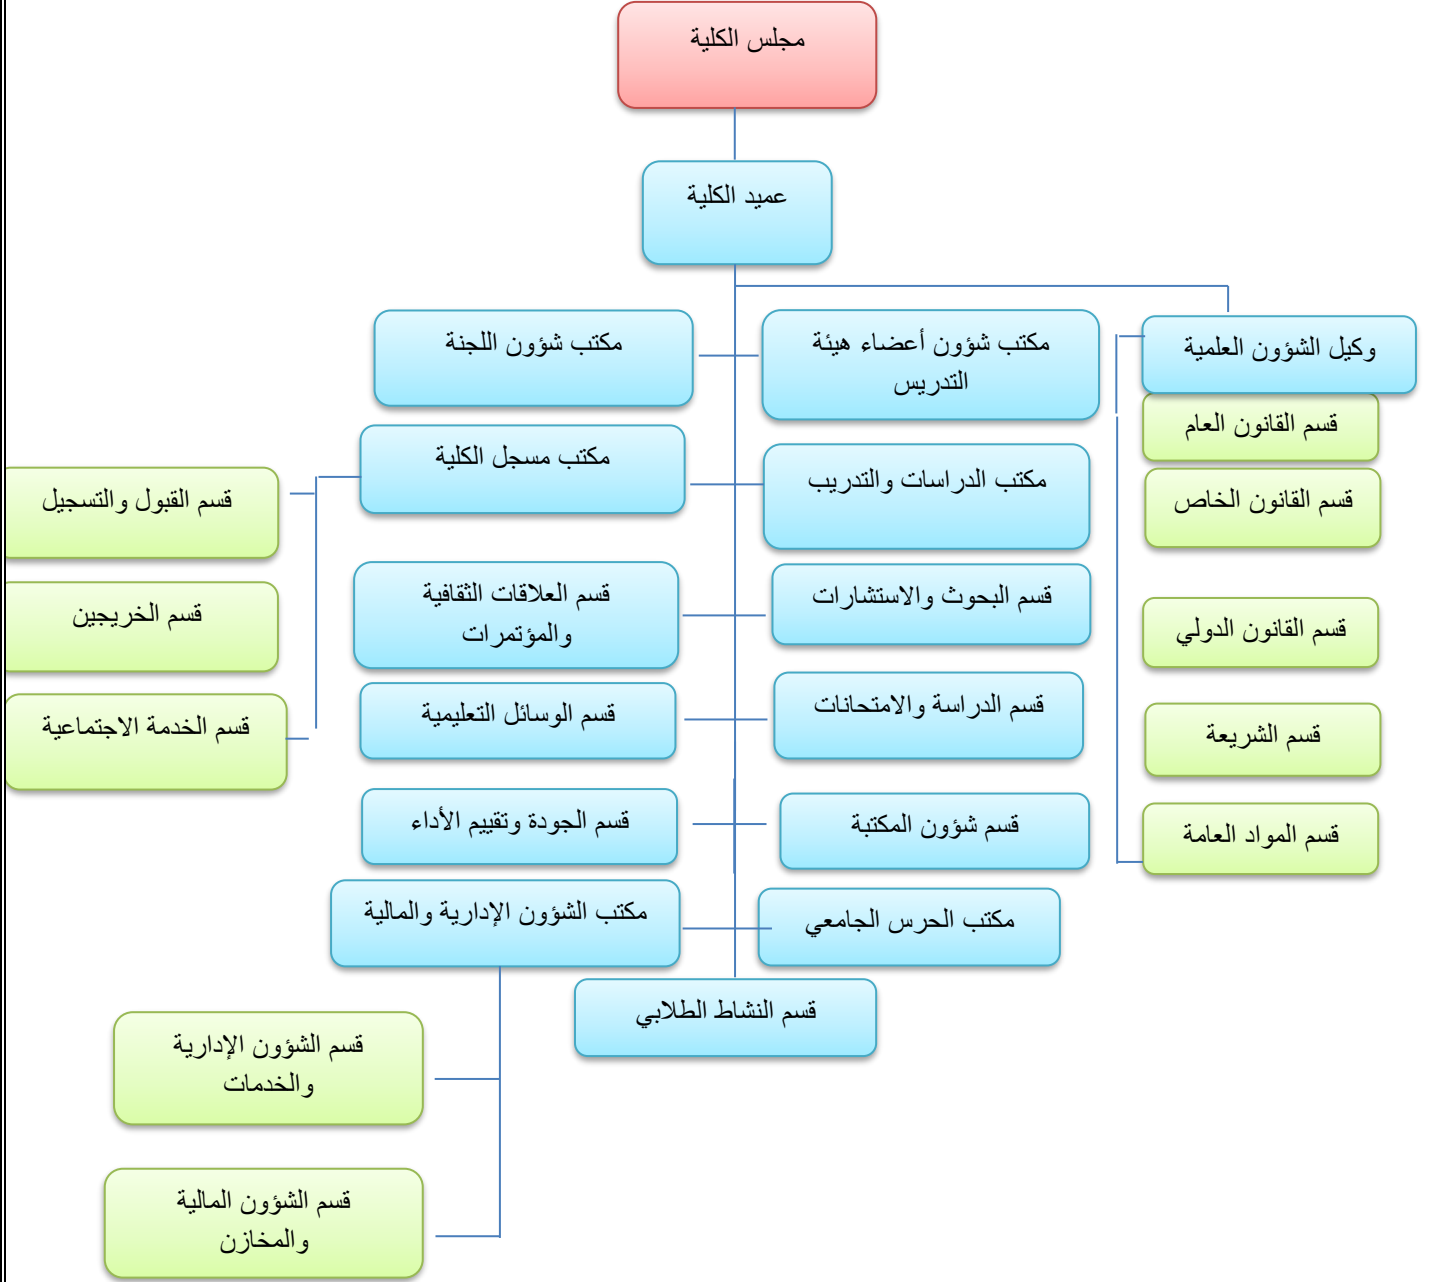 مجلس الكلية
عميد الكلية
وكيل الشؤون العلمية
مكتب شؤون أعضاء هيئة
التدريس
مكتب شؤون اللجنة
قسم القانون العام
مكتب الدراسات والتدريب
مكتب مسجل الكلية
قسم القانون الخاص
قسم القبول والتسجيل
قسم البحوث والاستشارات
قسم العلاقات الثقافية
والمؤتمرات
قسم القانون الدولي
قسم الخريجين
قسم الدراسة والامتحانات
قسم الوسائل التعليمية
قسم الشريعة
قسم الخدمة الاجتماعية
قسم شؤون المكتبة
قسم الجودة وتقييم الأداء
قسم المواد العامة
مكتب الحرس الجامعي
مكتب الشؤون الإدارية والمالية
قسم النشاط الطلابي
قسم الشؤون الإدارية
والخدمات
قسم الشؤون المالية
والمخازن